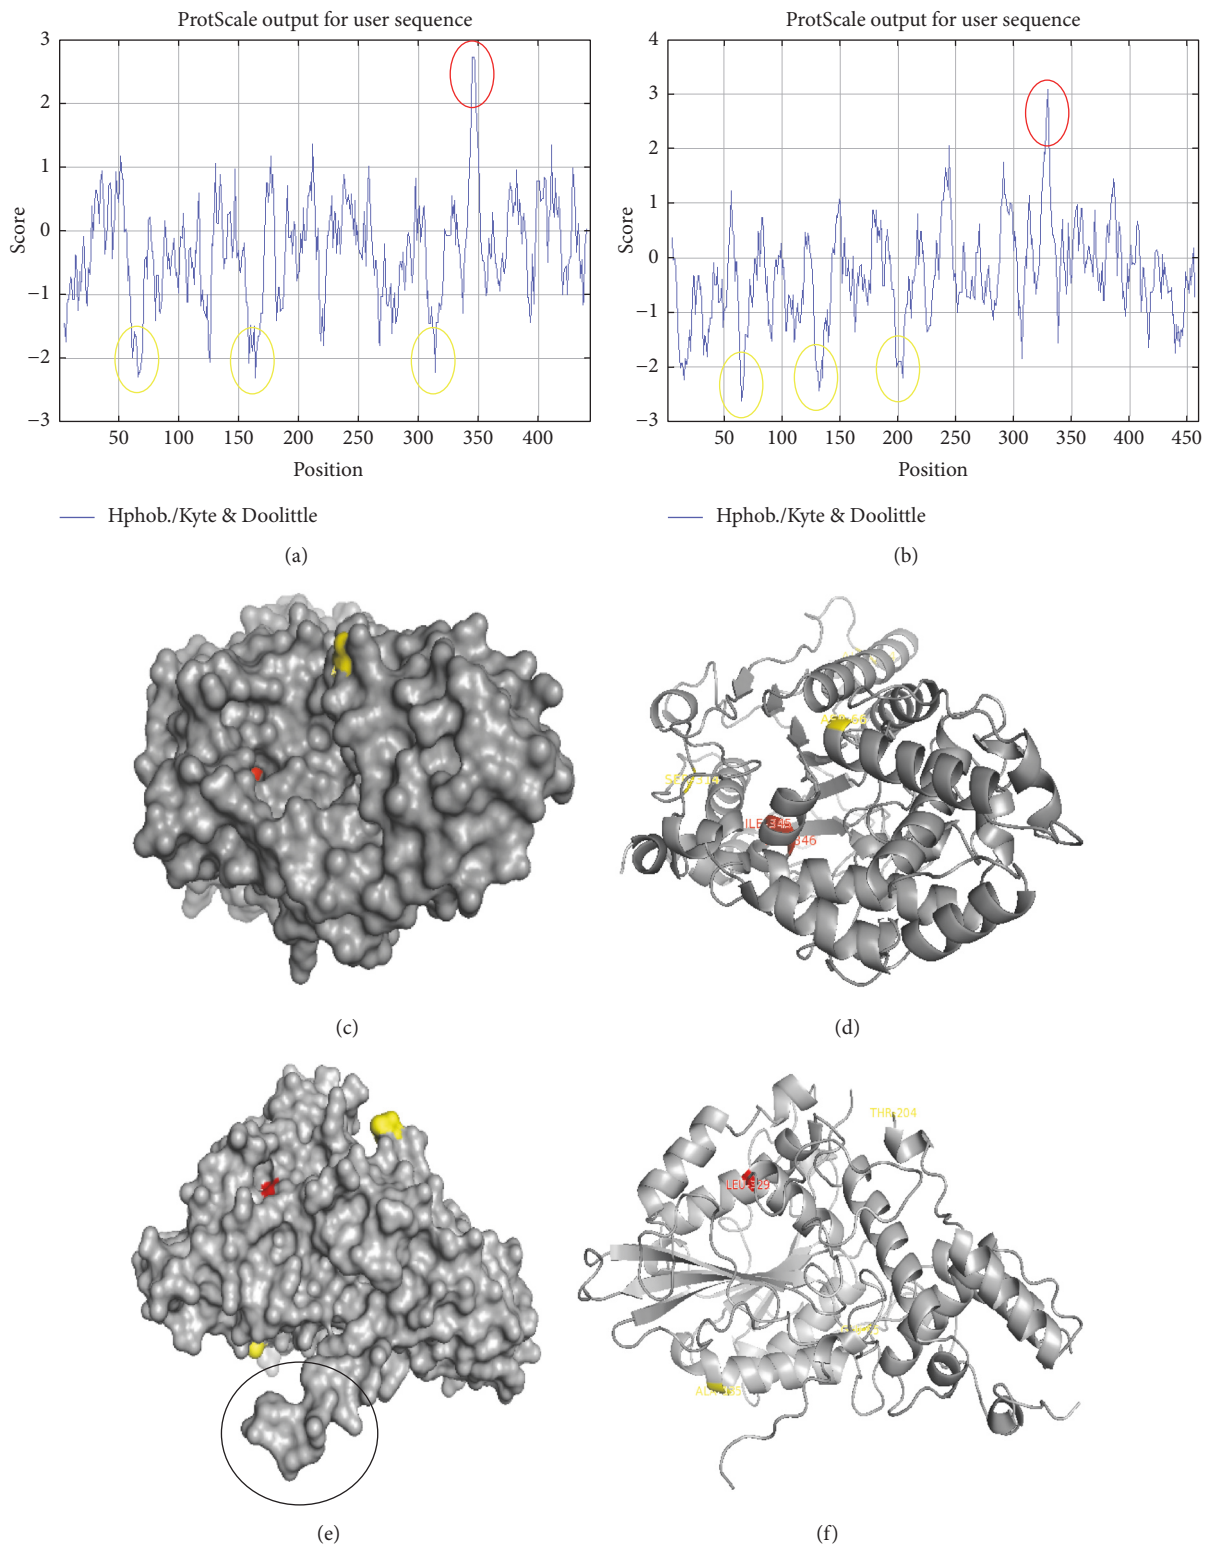 ProtScale output for user sequence
3
2
1
0
−1
−2
−3
Score
50 100 150 200 250 300 350 400
Position
Hphob./Kyte & Doolittle
(a)
ProtScale output for user sequence
4
3
2
1
0
−1
−2
−3
Score
50 100 150 200 250 300 350 400 450
Position
Hphob./Kyte & Doolittle
(b)
(c)
ILE-345
346
(d)
(e)
THR-204
LEU-329
(f)